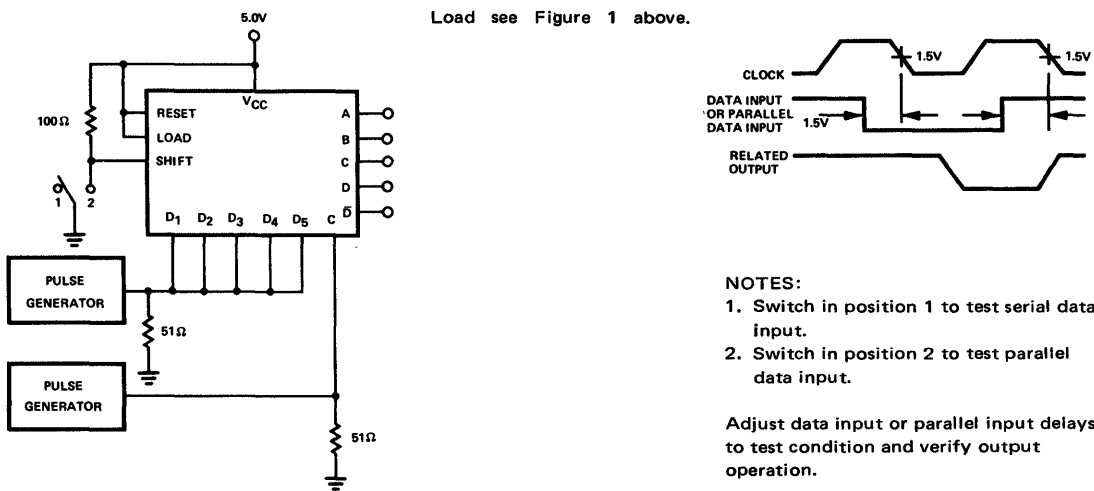 Load see Figure 1 above.
5.0V
VCC
RESET
LOAD
SHIFT
100Ω
1 2
A
B
C
D
D̅
D1 D2 D3 D4 D5 C
PULSE
GENERATOR
51Ω
PULSE
GENERATOR
51Ω
CLOCK
1.5V
1.5V
DATA INPUT
OR PARALLEL
DATA INPUT
1.5V
RELATED
OUTPUT
NOTES:
1. Switch in position 1 to test serial data
input.
2. Switch in position 2 to test parallel
data input.
Adjust data input or parallel input delays
to test condition and verify output
operation.